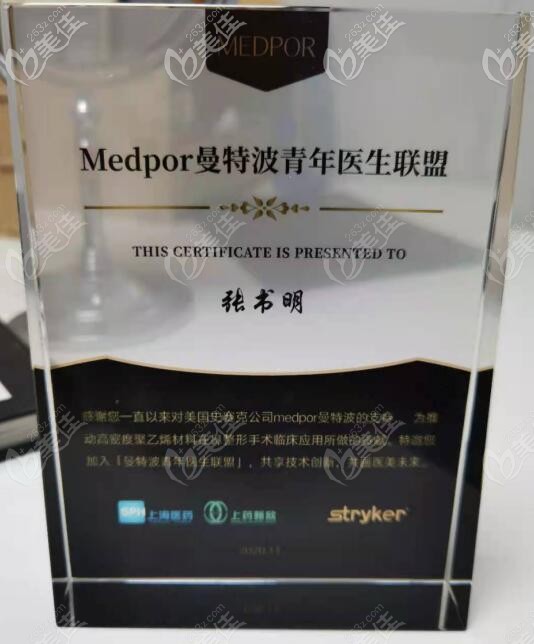 MEDPOR
Medpor曼特波青年医生联盟
THIS CERTIFICATE IS PRESENTED TO
张书明
感谢您一直以来对美国史赛克公司medpor曼特波的支持 为推
动高密度聚乙烯材料在以整形手术临床应用所做的贡献，特邀您
加入「曼特波青年医生联盟」，共享技术创新，共画医美未来。
SPH 上海医药 上药 stryker
2020.11